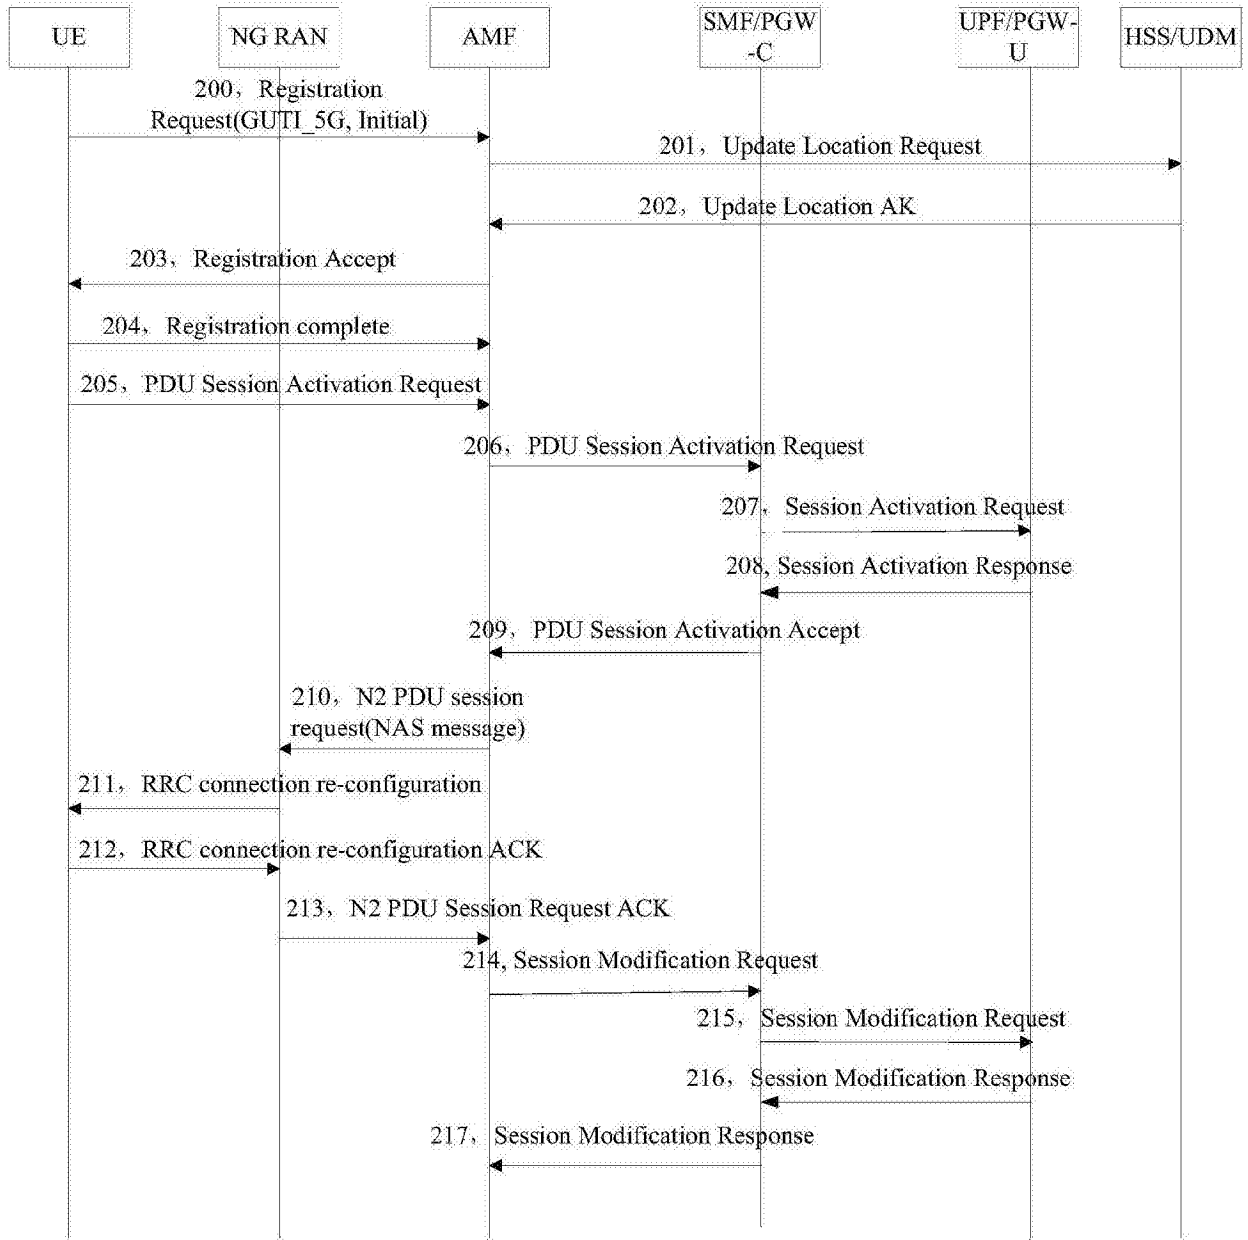 UE
NG RAN
AMF
SMF/PGW
-C
UPF/PGW-
U
HSS/UDM
200，Registration
Request(GUTI_5G, Initial)
201，Update Location Request
202，Update Location AK
203，Registration Accept
204，Registration complete
205，PDU Session Activation Request
206，PDU Session Activation Request
207，Session Activation Request
208, Session Activation Response
209，PDU Session Activation Accept
210，N2 PDU session
request(NAS message)
211，RRC connection re-configuration
212，RRC connection re-configuration ACK
213，N2 PDU Session Request ACK
214, Session Modification Request
215，Session Modification Request
216，Session Modification Response
217，Session Modification Response